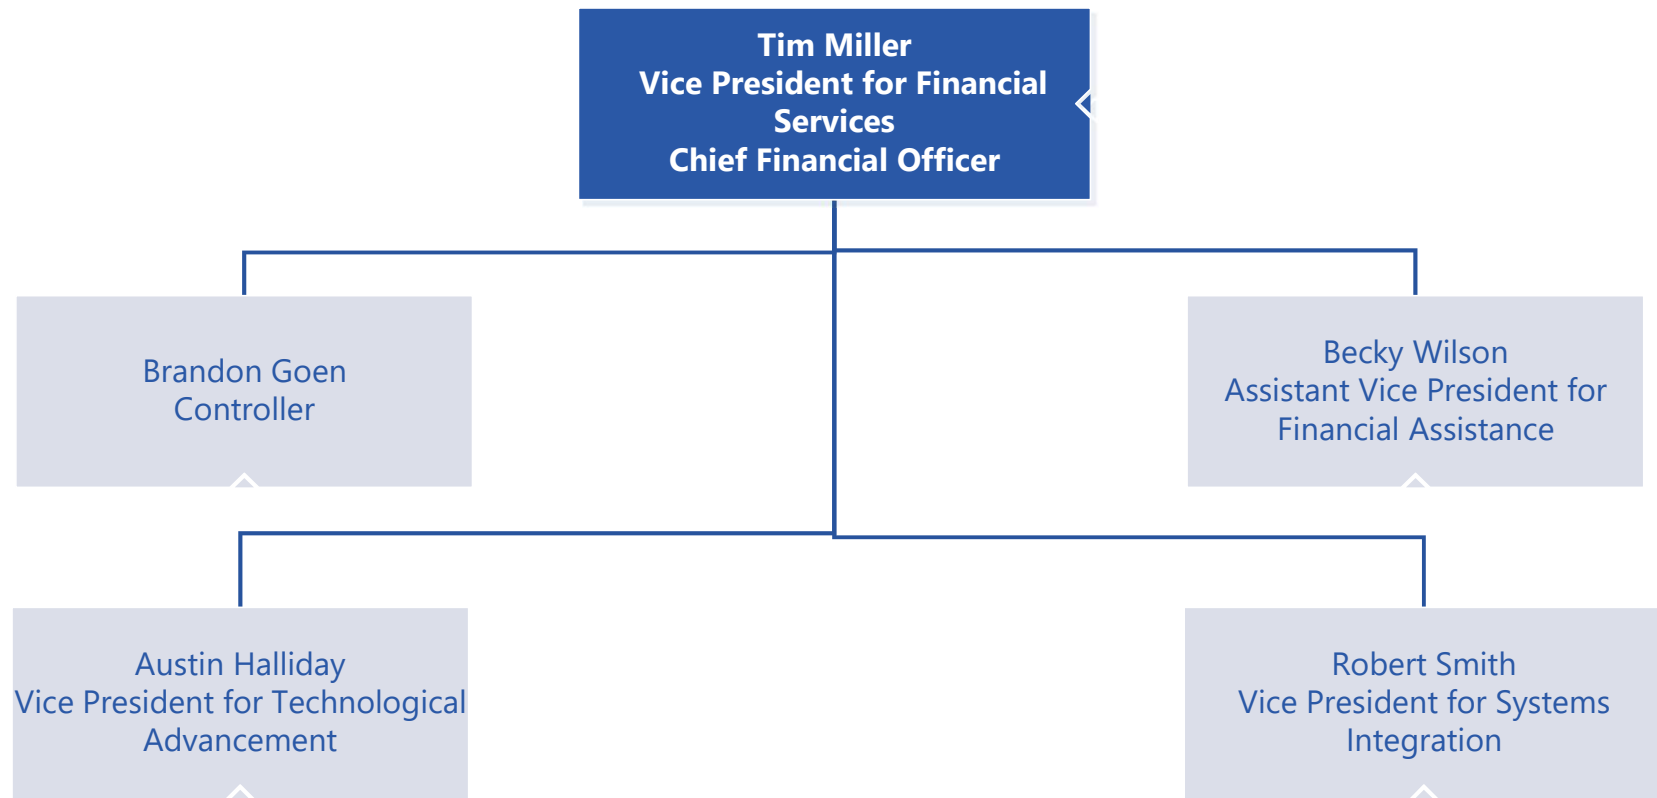 Tim Miller
Vice President for Financial
Services
Chief Financial Officer
Brandon Goen
Controller
Becky Wilson
Assistant Vice President for
Financial Assistance
Austin Halliday
Vice President for Technological
Advancement
Robert Smith
Vice President for Systems
Integration